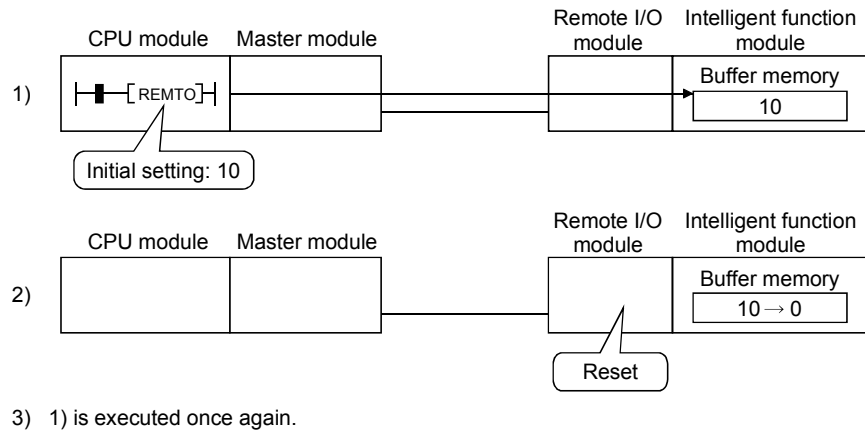 Remote I/O Intelligent function
CPU module Master module module module
1) REMTO Buffer memory
10
Initial setting: 10
Remote I/O Intelligent function
CPU module Master module module module
Buffer memory
2) 10 → 0
Reset
3) 1) is executed once again.